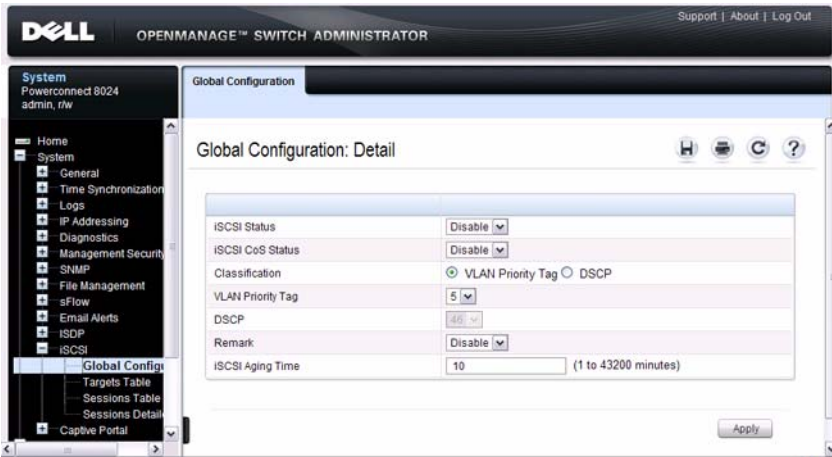 Support | About | Log Out
DELL OPENMANAGE™ SWITCH ADMINISTRATOR
System
Powerconnect 8024
admin, r/w
Home
System
General
Time Synchronization
Logs
IP Addressing
Diagnostics
Management Security
SNMP
File Management
sFlow
Email Alerts
ISDP
iSCSI
Global Configu
Targets Table
Sessions Table
Sessions Detaile
Captive Portal
Global Configuration
Global Configuration: Detail
iSCSI Status Disable
iSCSI CoS Status Disable
Classification VLAN Priority Tag DSCP
VLAN Priority Tag 5
DSCP 46
Remark Disable
iSCSI Aging Time 10 (1 to 43200 minutes)
Apply